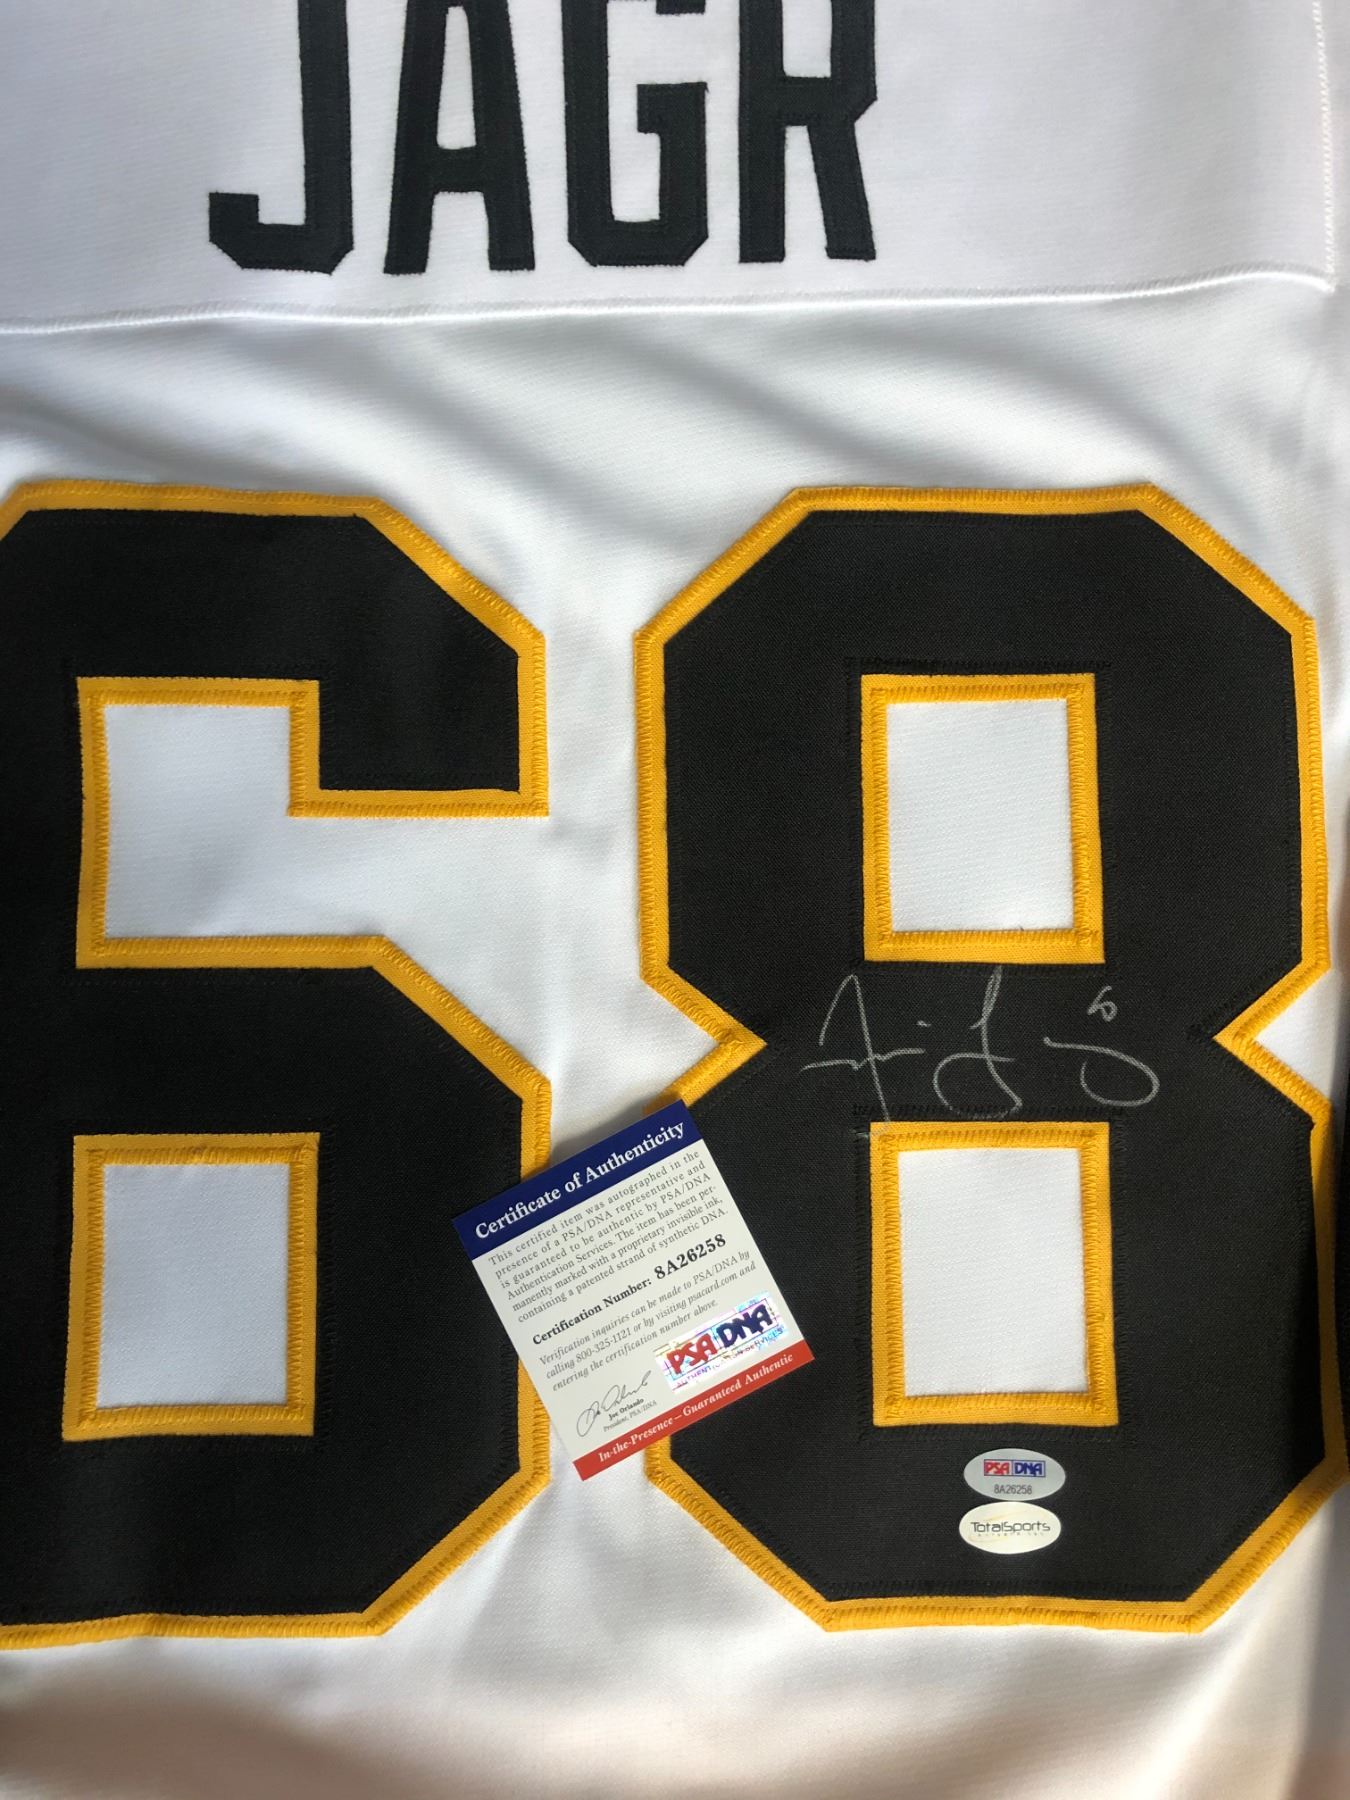 JAGR
68
Certificate of Authenticity
This certified item was autographed in the
presence of a PSA/DNA representative and
is guaranteed to be authentic by PSA/DNA
Authentication Services. The item has been per-
manently marked with a proprietary invisible ink,
containing a patented strand of synthetic DNA.
Certification Number: 8A26258
Verification inquiries can be made to PSA/DNA by
calling 800-325-1121 or by visiting psacard.com and
entering the certification number above.
PSA DNA
Joe Orlando
President, PSA/DNA
In-the-Presence—Guaranteed Authentic
PSA DNA
8A26258
TotalSports